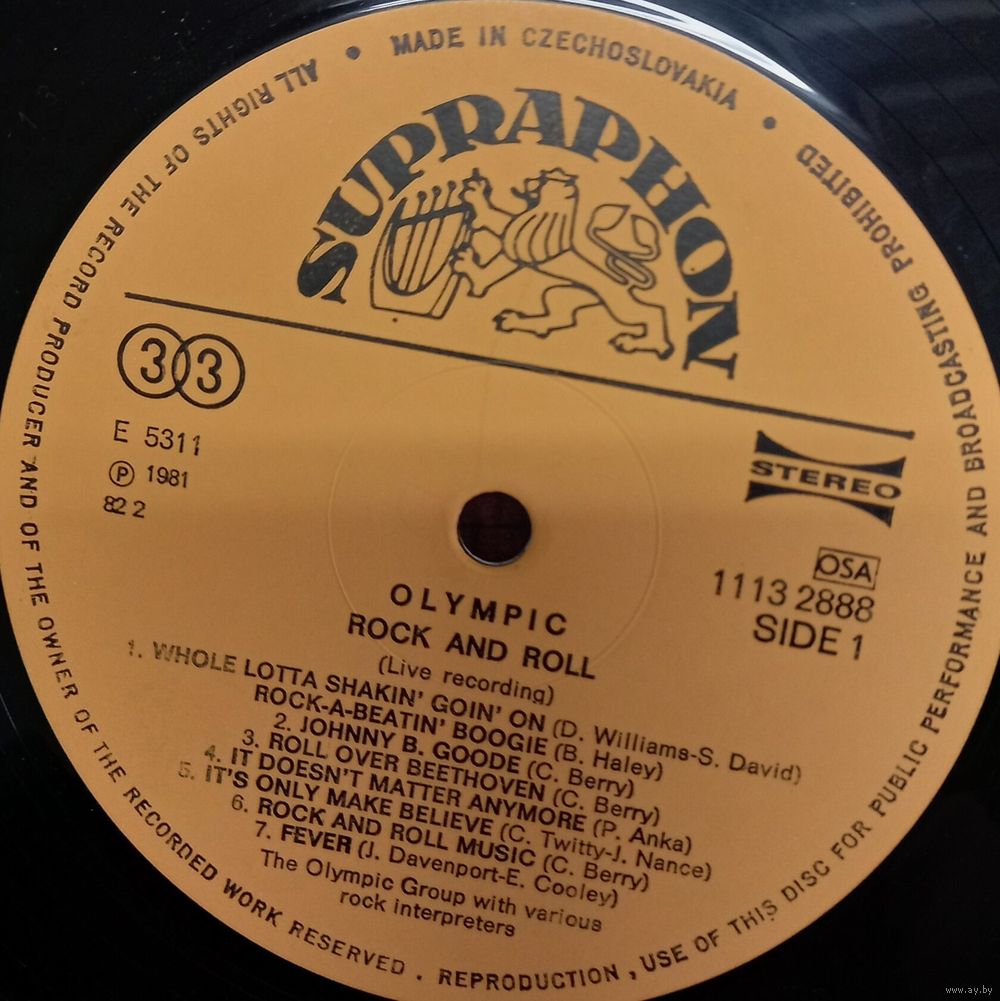 ALL RIGHTS OF THE RECORD PRODUCER AND OF THE OWNER OF THE RECORDED WORK RESERVED . REPRODUCTION , USE OF THIS DISC FOR PUBLIC PERFORMANCE AND BROADCASTING PROHIBITED
• MADE IN CZECHOSLOVAKIA •
SUPRAPHON
33
E 5311
Ⓟ 1981
82 2
STEREO
OSA
1113 2888
SIDE 1
OLYMPIC
ROCK AND ROLL
(Live recording)
1. WHOLE LOTTA SHAKIN' GOIN' ON (D. Williams-S. David)
ROCK-A-BEATIN' BOOGIE (B. Haley)
2. JOHNNY B. GOODE (C. Berry)
3. ROLL OVER BEETHOVEN (C. Berry)
4. IT DOESN'T MATTER ANYMORE (P. Anka)
5. IT'S ONLY MAKE BELIEVE (C. Twitty-J. Nance)
6. ROCK AND ROLL MUSIC (C. Berry)
7. FEVER (J. Davenport-E. Cooley)
The Olympic Group with various
rock interpreters
www.ay.by